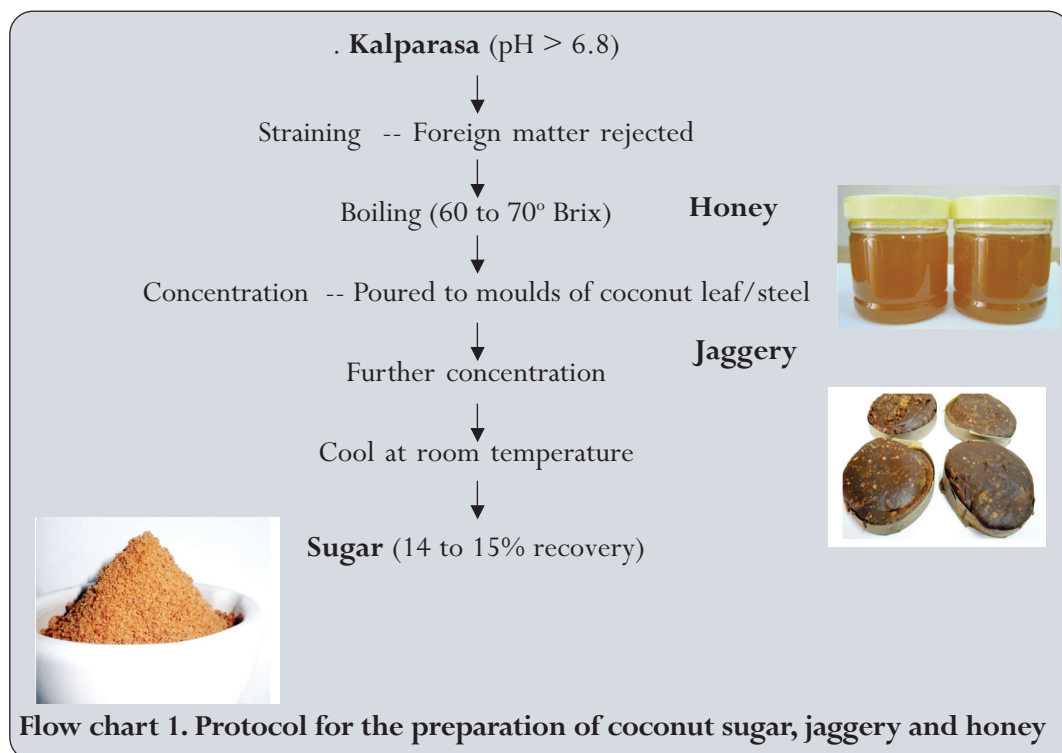 . Kalparasa (pH > 6.8)
Straining -- Foreign matter rejected
Boiling (60 to 70º Brix) Honey
Concentration -- Poured to moulds of coconut leaf/steel
Jaggery
Further concentration
Cool at room temperature
Sugar (14 to 15% recovery)
Flow chart 1. Protocol for the preparation of coconut sugar, jaggery and honey